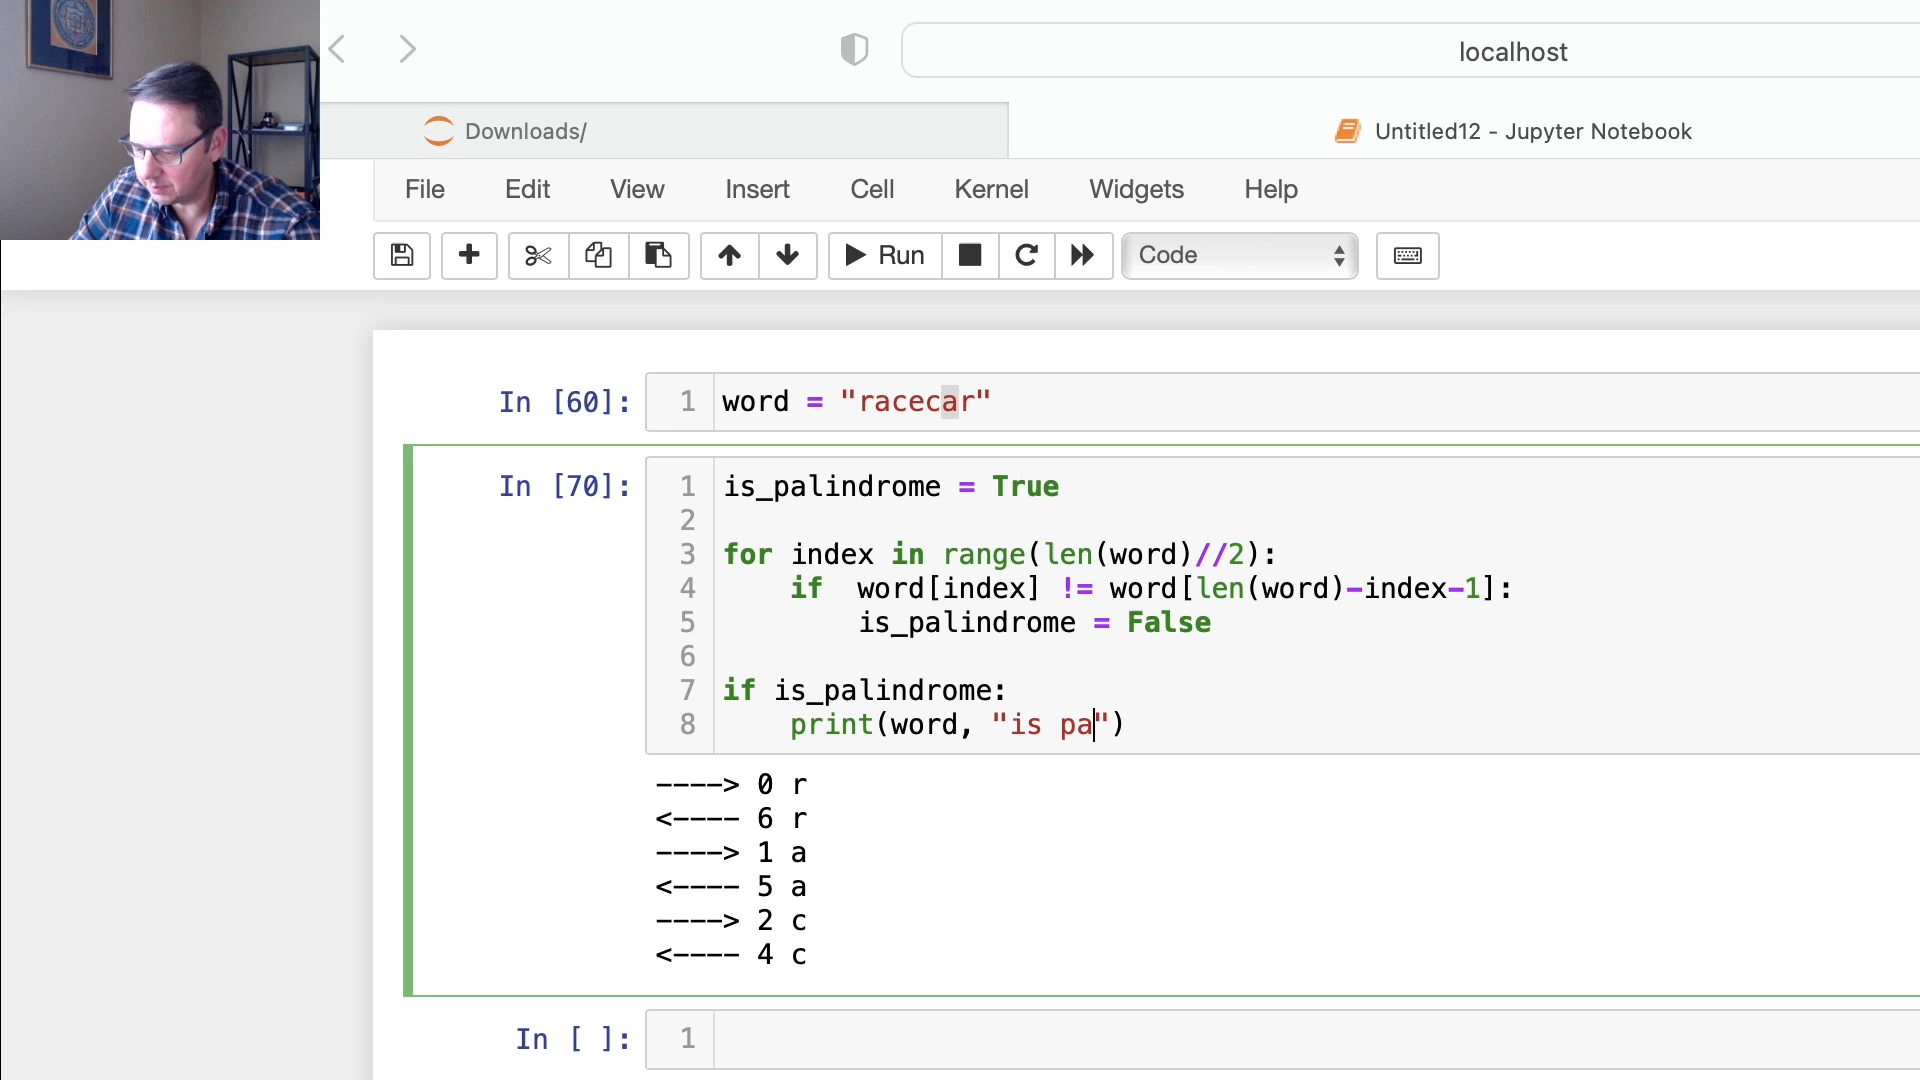 localhost
Downloads/
Untitled12 - Jupyter Notebook
File Edit View Insert Cell Kernel Widgets Help
Run Code
In [60]: 1 word = "racecar"
In [70]: 1 is_palindrome = True
2
3 for index in range(len(word)//2):
4     if  word[index] != word[len(word)-index-1]:
5         is_palindrome = False
6
7 if is_palindrome:
8     print(word, "is pa")
----> 0 r
<---- 6 r
----> 1 a
<---- 5 a
----> 2 c
<---- 4 c
In [ ]: 1